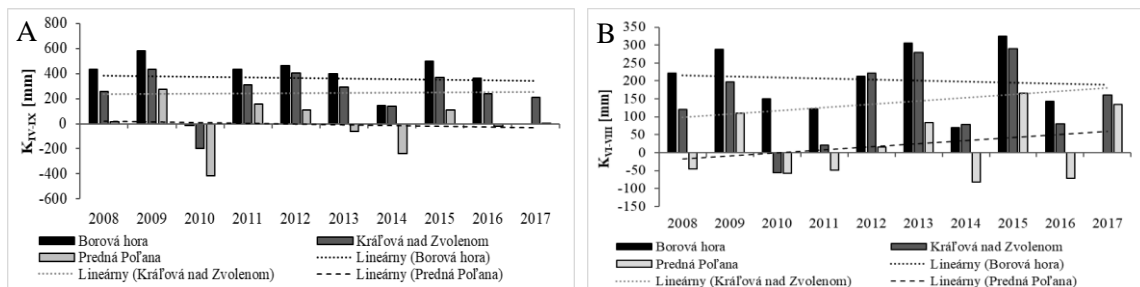 A
K_IV-IX [mm]
800
600
400
200
0
-200
-400
-600
2008 2009 2010 2011 2012 2013 2014 2015 2016 2017
Borová hora
Kráľová nad Zvolenom
Predná Poľana
Lineárny (Borová hora)
Lineárny (Kráľová nad Zvolenom)
Lineárny (Predná Poľana)
B
K_VI-VIII [mm]
350
300
250
200
150
100
50
0
-50
-100
-150
2008 2009 2010 2011 2012 2013 2014 2015 2016 2017
Borová hora
Kráľová nad Zvolenom
Predná Poľana
Lineárny (Borová hora)
Lineárny (Kráľová nad Zvolenom)
Lineárny (Predná Poľana)